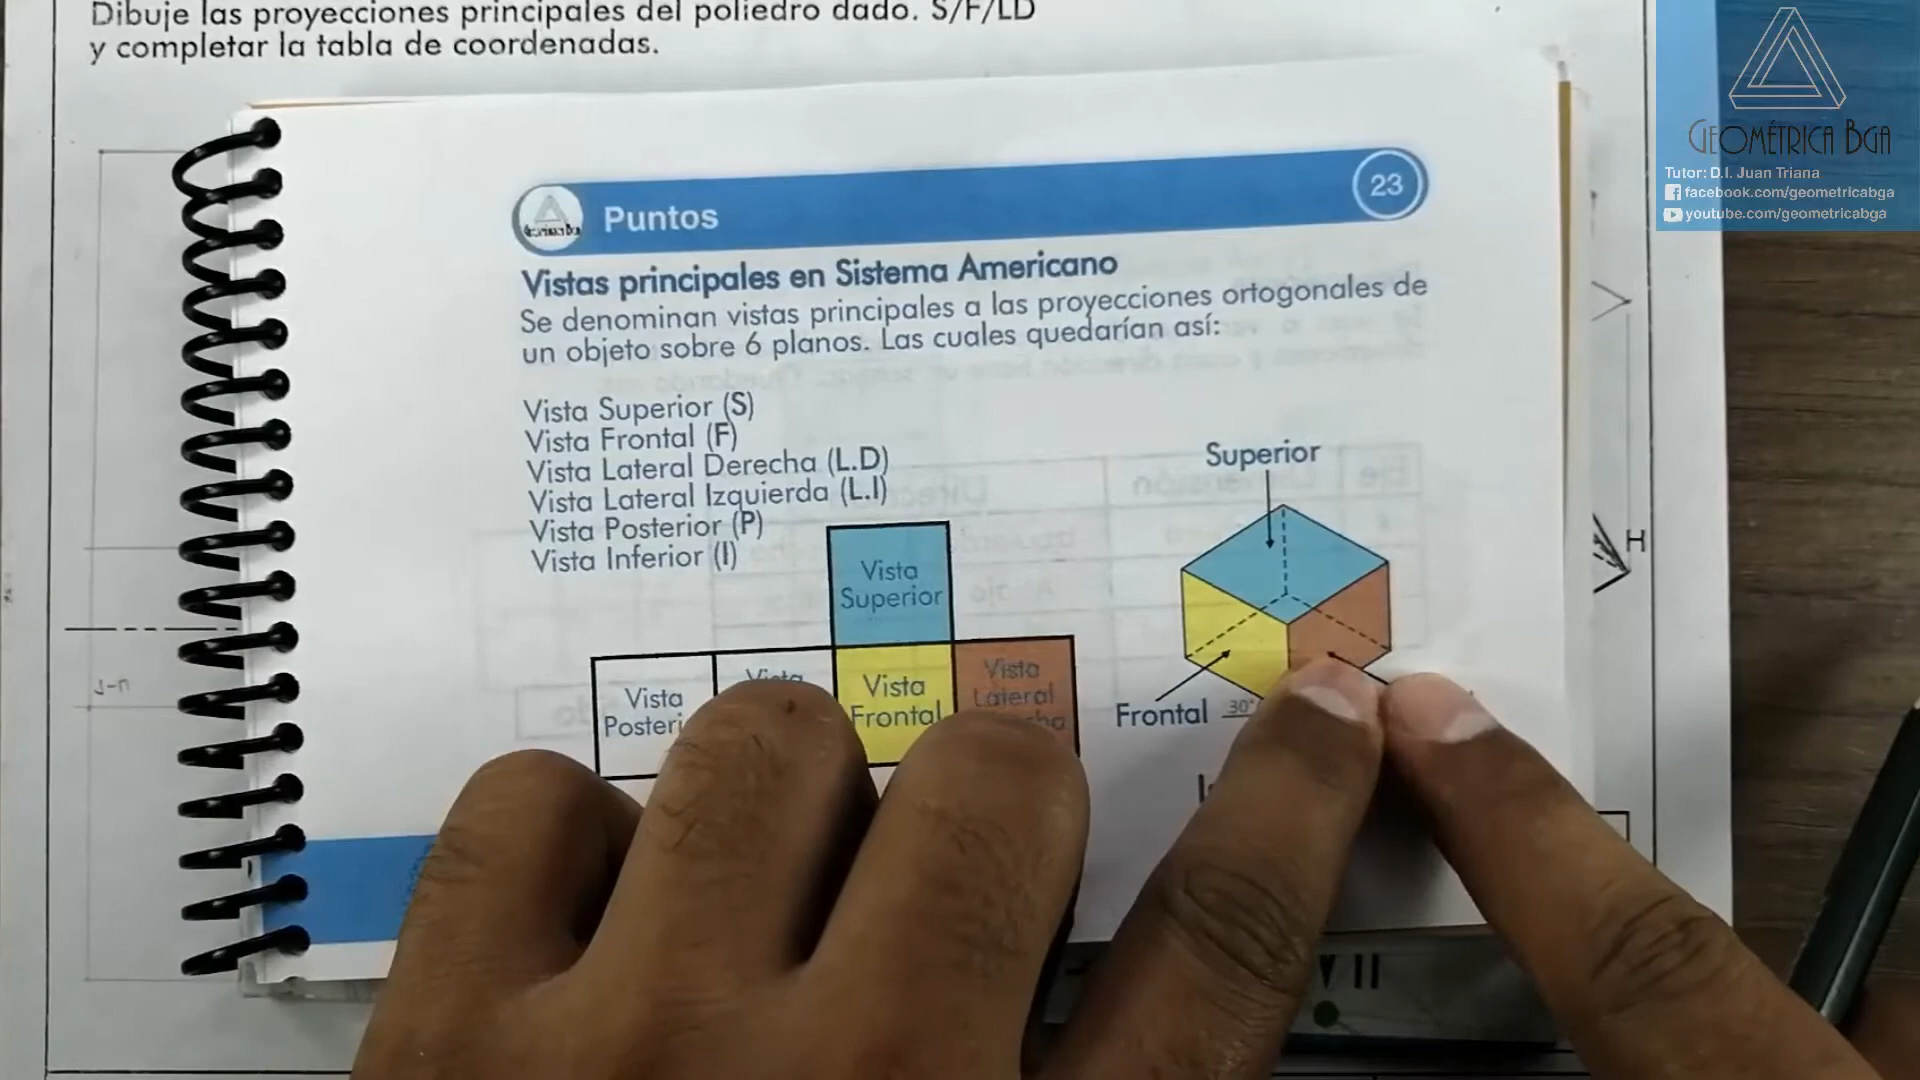 Dibuje las proyecciones principales del poliedro dado. S/F/LD
y completar la tabla de coordenadas.
GEOMÉTRICA BGA
Tutor: D.I. Juan Triana
facebook.com/geometricabga
youtube.com/geometricabga
Puntos
23
Vistas principales en Sistema Americano
Se denominan vistas principales a las proyecciones ortogonales de
un objeto sobre 6 planos. Las cuales quedarían así:
Vista Superior (S)
Vista Frontal (F)
Vista Lateral Derecha (L.D)
Vista Lateral Izquierda (L.I)
Vista Posterior (P)
Vista Inferior (I)
Superior
Vista
Superior
Vista
Vista
Frontal
Vista
Lateral
Vista
Frontal
30°
H